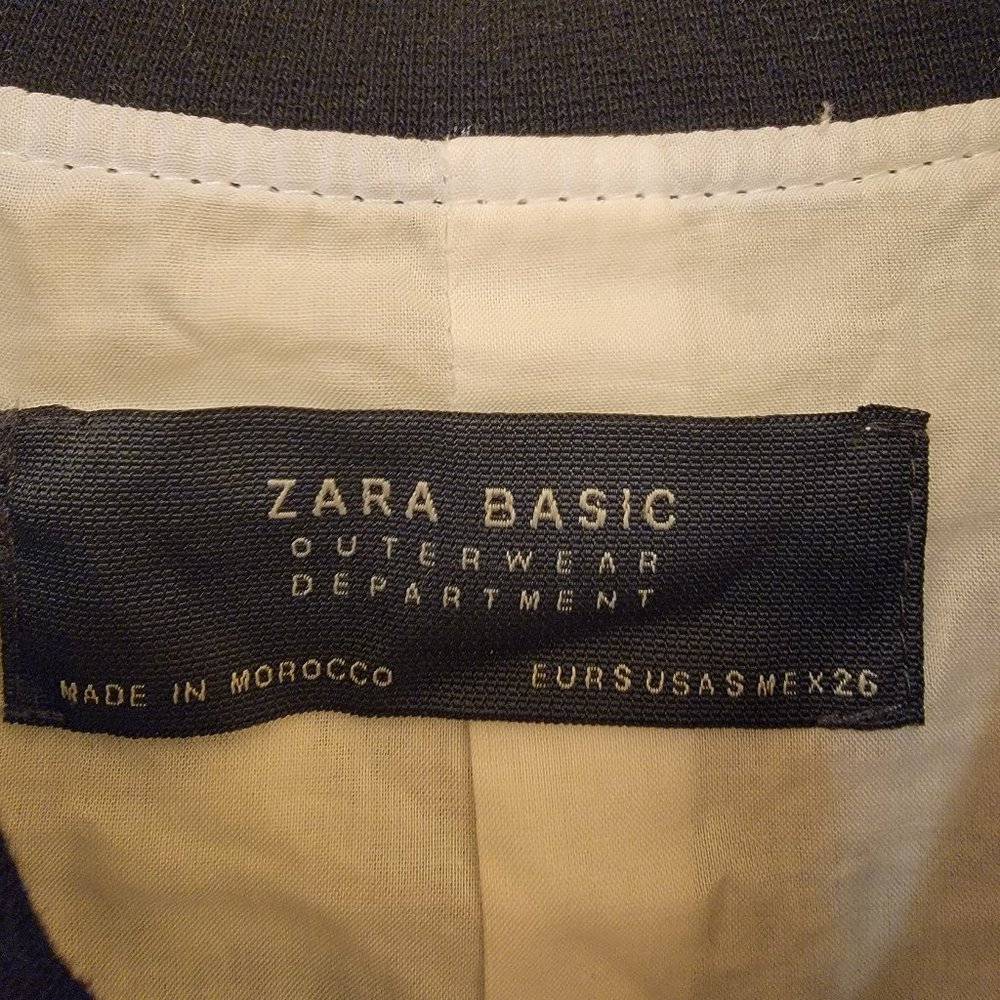 ZARA BASIC
OUTERWEAR
DEPARTMENT
MADE IN MOROCCO EUR S USA S MEX 26